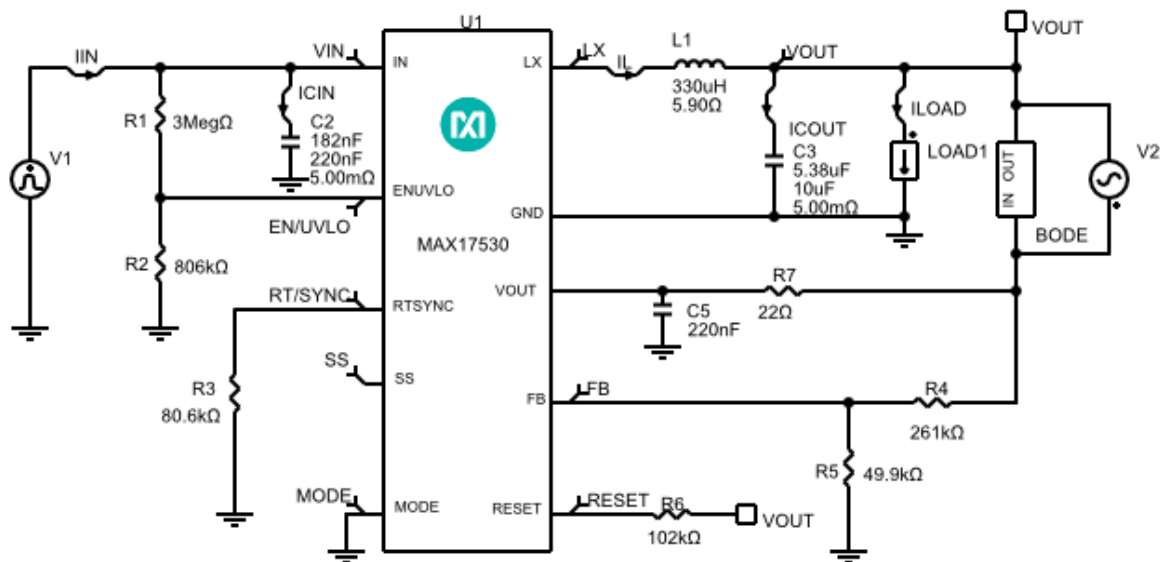 U1
VOUT
IIN
VIN
IN
LX
LX
IL
L1
330uH
5.90Ω
VOUT
R1
3MegΩ
ICIN
C2
182nF
220nF
5.00mΩ
ICOUT
C3
5.38uF
10uF
5.00mΩ
ILOAD
LOAD1
IN OUT
V2
V1
ENUVLO
EN/UVLO
GND
BODE
MAX17530
R2
806kΩ
RT/SYNC
RTSYNC
VOUT
C5
220nF
R7
22Ω
SS
SS
R3
80.6kΩ
FB
FB
R4
261kΩ
R5
49.9kΩ
MODE
MODE
RESET
RESET
R6
102kΩ
VOUT